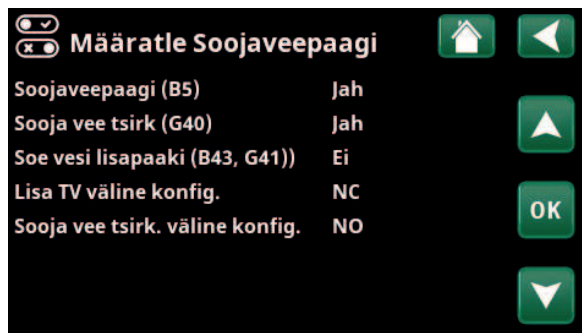 Määratle Soojaveepaagi
Soojaveepaagi (B5) Jah
Sooja vee tsirk (G40) Jah
Soe vesi lisapaaki (B43, G41)) Ei
Lisa TV väline konfig. NC
Sooja vee tsirk. väline konfig. NO
OK